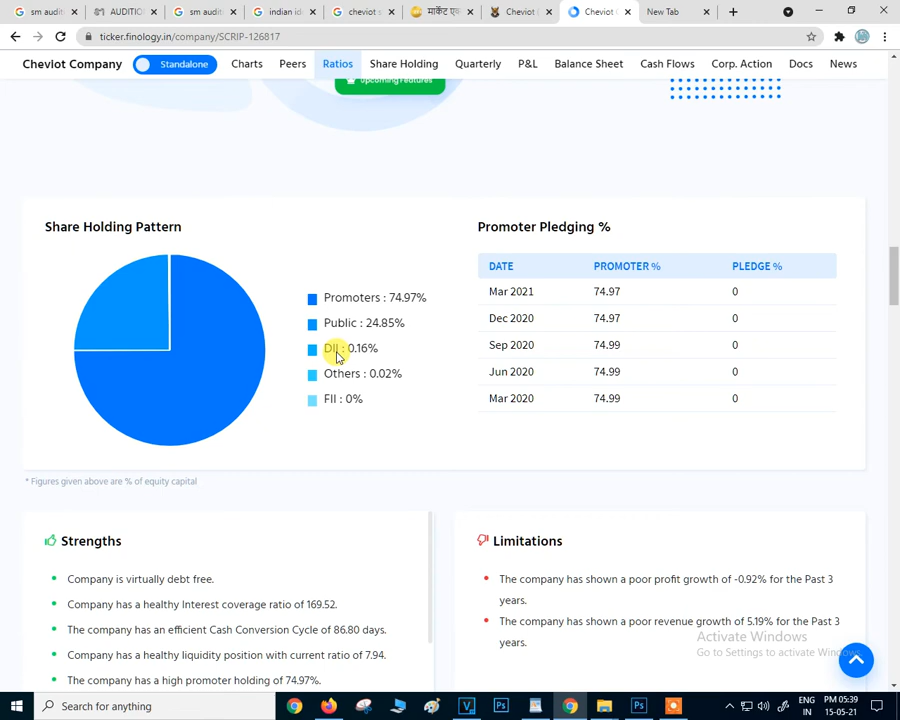 sm audit
AUDITIO
sm audit
indian ido
cheviot s
मार्केट एक
Cheviot
Cheviot C
New Tab
ticker.finology.in/company/SCRIP-126817
Cheviot Company
Standalone
Charts
Peers
Ratios
Share Holding
Quarterly
P&L
Balance Sheet
Cash Flows
Corp. Action
Docs
News
Upcoming Features
Share Holding Pattern
Promoters : 74.97%
Public : 24.85%
DII : 0.16%
Others : 0.02%
FII : 0%
Promoter Pledging %
DATE PROMOTER % PLEDGE %
Mar 2021 74.97 0
Dec 2020 74.97 0
Sep 2020 74.99 0
Jun 2020 74.99 0
Mar 2020 74.99 0
* Figures given above are % of equity capital
Strengths
Company is virtually debt free.
Company has a healthy Interest coverage ratio of 169.52.
The company has an efficient Cash Conversion Cycle of 86.80 days.
Company has a healthy liquidity position with current ratio of 7.94.
The company has a high promoter holding of 74.97%.
Limitations
The company has shown a poor profit growth of -0.92% for the Past 3
years.
The company has shown a poor revenue growth of 5.19% for the Past 3
years.
Activate Windows
Go to Settings to activate Windows.
Search for anything
ENG
IN
PM 05:39
15-05-21